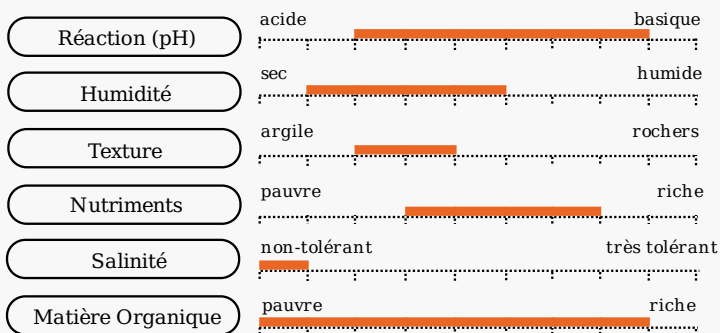 Réaction (pH)
acide basique
Humidité
sec humide
Texture
argile rochers
Nutriments
pauvre riche
Salinité
non-tolérant très tolérant
Matière Organique
pauvre riche